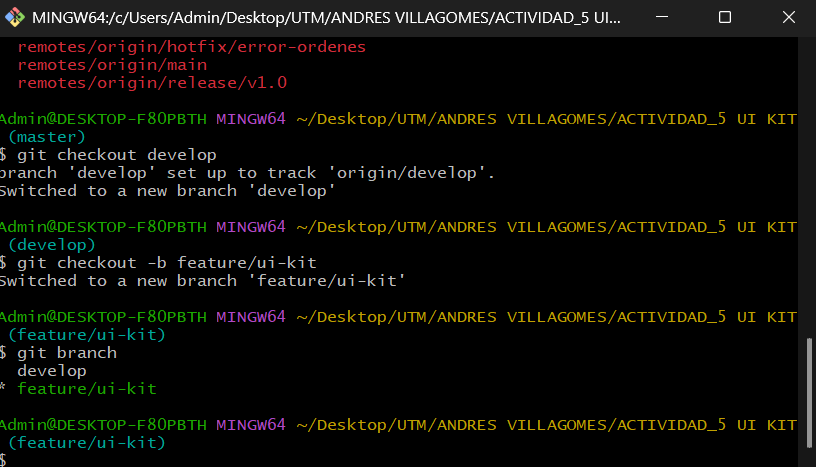 MINGW64:/c/Users/Admin/Desktop/UTM/ANDRES VILLAGOMES/ACTIVIDAD_5 UI...
remotes/origin/hotfix/error-ordenes
remotes/origin/main
remotes/origin/release/v1.0
Admin@DESKTOP-F80PBTH MINGW64 ~/Desktop/UTM/ANDRES VILLAGOMES/ACTIVIDAD_5 UI KIT
(master)
$ git checkout develop
branch 'develop' set up to track 'origin/develop'.
Switched to a new branch 'develop'
Admin@DESKTOP-F80PBTH MINGW64 ~/Desktop/UTM/ANDRES VILLAGOMES/ACTIVIDAD_5 UI KIT
(develop)
$ git checkout -b feature/ui-kit
Switched to a new branch 'feature/ui-kit'
Admin@DESKTOP-F80PBTH MINGW64 ~/Desktop/UTM/ANDRES VILLAGOMES/ACTIVIDAD_5 UI KIT
(feature/ui-kit)
$ git branch
develop
* feature/ui-kit
Admin@DESKTOP-F80PBTH MINGW64 ~/Desktop/UTM/ANDRES VILLAGOMES/ACTIVIDAD_5 UI KIT
(feature/ui-kit)
$